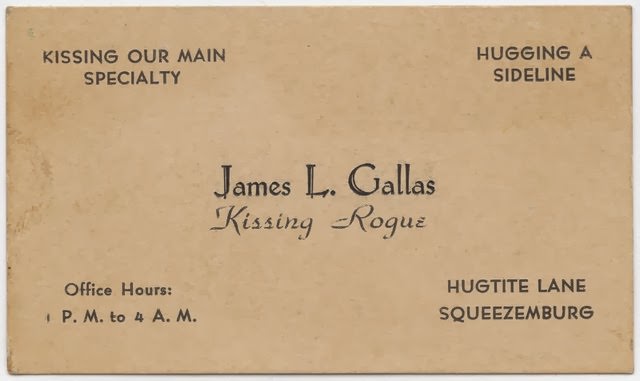 KISSING OUR MAIN
SPECIALTY
HUGGING A
SIDELINE
James L. Gallas
Kissing Rogue
Office Hours:
1 P. M. to 4 A. M.
HUGTITE LANE
SQUEEZEMBURG